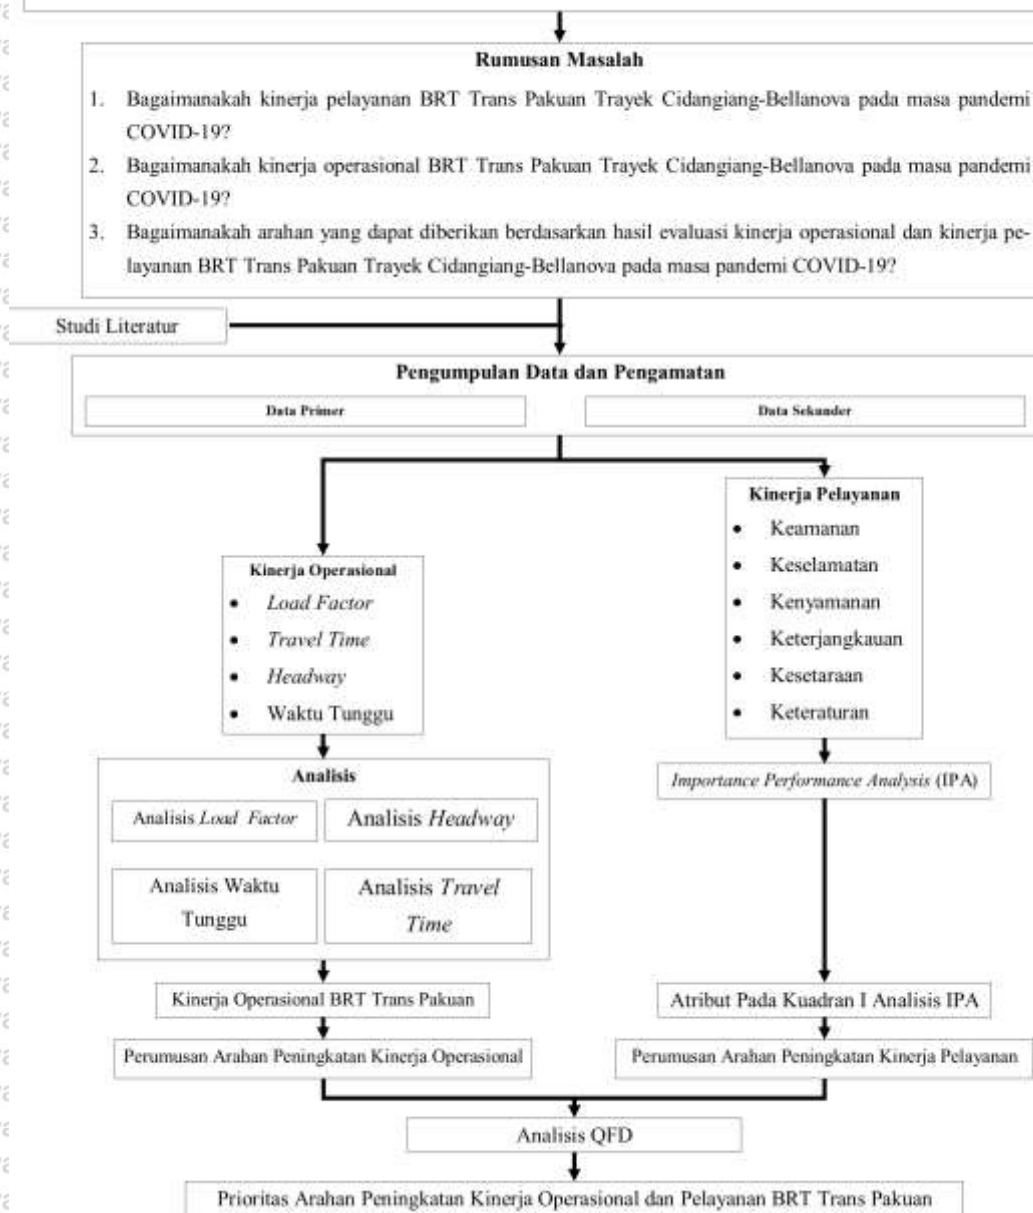 Rumusan Masalah
1. Bagaimanakah kinerja pelayanan BRT Trans Pakuan Trayek Cidangiang-Bellanova pada masa pandemi
COVID-19?
2. Bagaimanakah kinerja operasional BRT Trans Pakuan Trayek Cidangiang-Bellanova pada masa pandemi
COVID-19?
3. Bagaimanakah arahan yang dapat diberikan berdasarkan hasil evaluasi kinerja operasional dan kinerja pe-
layanan BRT Trans Pakuan Trayek Cidangiang-Bellanova pada masa pandemi COVID-19?
Studi Literatur
Pengumpulan Data dan Pengamatan
Data Primer
Data Sekunder
Kinerja Operasional
• Load Factor
• Travel Time
• Headway
• Waktu Tunggu
Kinerja Pelayanan
• Keamanan
• Keselamatan
• Kenyamanan
• Keterjangkauan
• Kesetaraan
• Keteraturan
Analisis
Analisis Load Factor
Analisis Headway
Analisis Waktu
Tunggu
Analisis Travel
Time
Importance Performance Analysis (IPA)
Kinerja Operasional BRT Trans Pakuan
Atribut Pada Kuadran I Analisis IPA
Perumusan Arahan Peningkatan Kinerja Operasional
Perumusan Arahan Peningkatan Kinerja Pelayanan
Analisis QFD
Prioritas Arahan Peningkatan Kinerja Operasional dan Pelayanan BRT Trans Pakuan